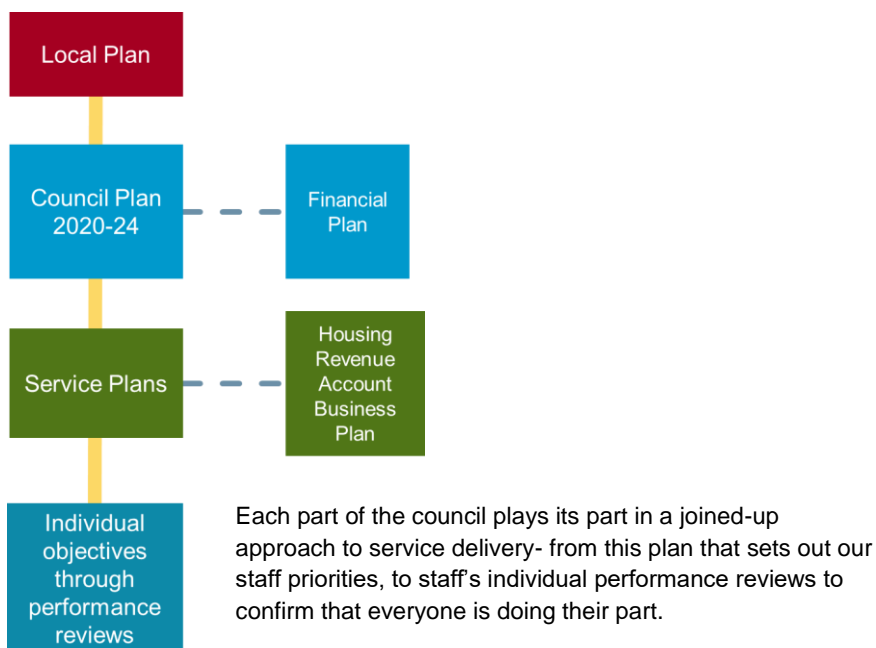 Local Plan
Council Plan
2020-24
Financial
Plan
Service Plans
Housing
Revenue
Account
Business
Plan
Individual
objectives
through
performance
reviews
Each part of the council plays its part in a joined-up
approach to service delivery- from this plan that sets out our
staff priorities, to staff’s individual performance reviews to
confirm that everyone is doing their part.